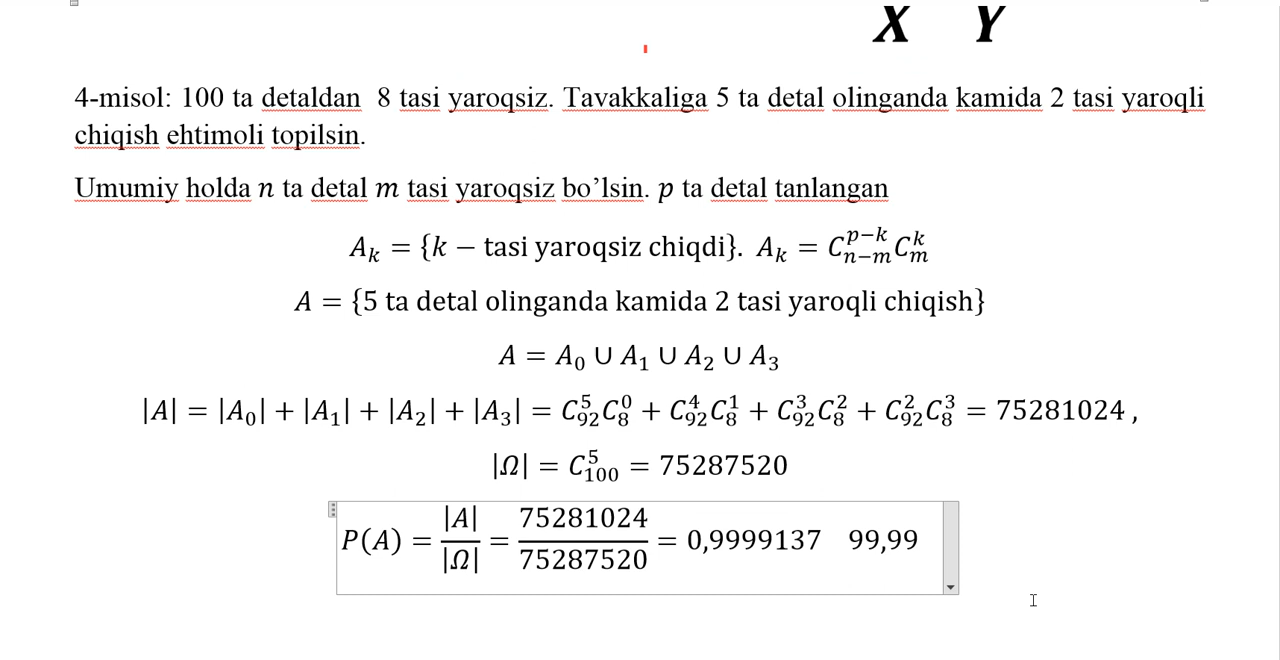 X Y
4-misol: 100 ta detaldan 8 tasi yaroqsiz. Tavakkaliga 5 ta detal olinganda kamida 2 tasi yaroqli
chiqish ehtimoli topilsin.
Umumiy holda n ta detal m tasi yaroqsiz bo’lsin. p ta detal tanlangan
A_k = {k − tasi yaroqsiz chiqdi}. A_k = C_{n−m}^{p−k} C_m^k
A = {5 ta detal olinganda kamida 2 tasi yaroqli chiqish}
A = A_0 ∪ A_1 ∪ A_2 ∪ A_3
|A| = |A_0| + |A_1| + |A_2| + |A_3| = C_{92}^5 C_8^0 + C_{92}^4 C_8^1 + C_{92}^3 C_8^2 + C_{92}^2 C_8^3 = 75281024 ,
|Ω| = C_{100}^5 = 75287520
P(A) = |A|/|Ω| = 75281024/75287520 = 0,9999137 99,99